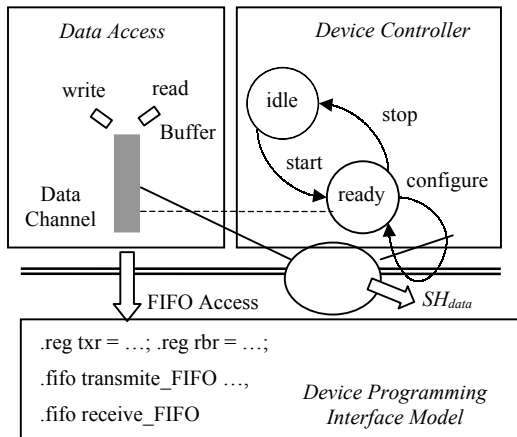 Data Access
write
read
Buffer
Data
Channel
Device Controller
idle
stop
start
ready
configure
FIFO Access
SHdata
.reg txr = …; .reg rbr = …;
.fifo transmite_FIFO …,
.fifo receive_FIFO
Device Programming
Interface Model